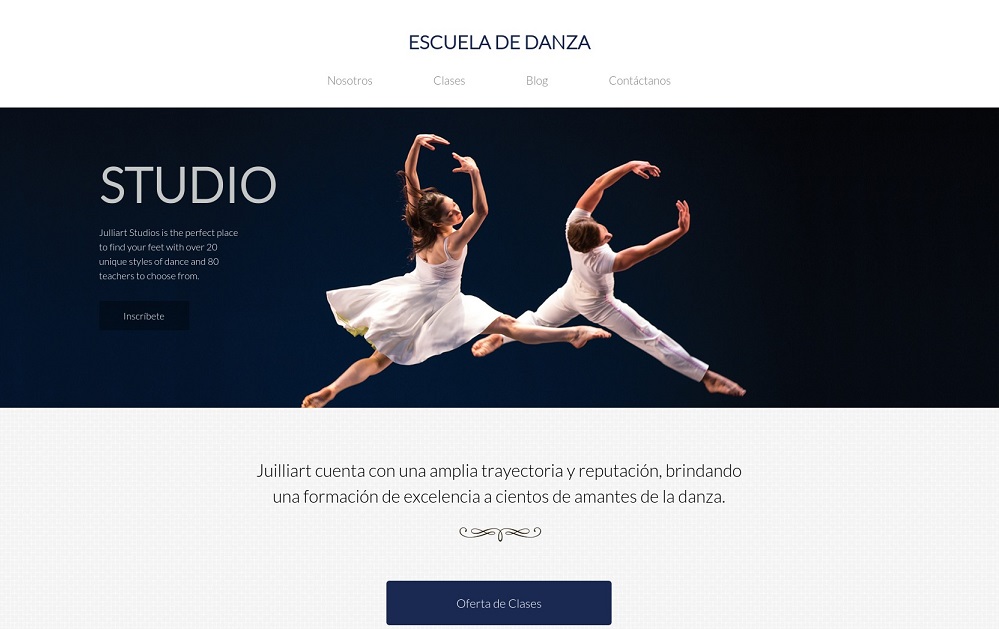 ESCUELA DE DANZA
Nosotros Clases Blog Contáctanos
STUDIO
Julliart Studios is the perfect place
to find your feet with over 20
unique styles of dance and 80
teachers to choose from.
Inscríbete
Juilliart cuenta con una amplia trayectoria y reputación, brindando
una formación de excelencia a cientos de amantes de la danza.
Oferta de Clases